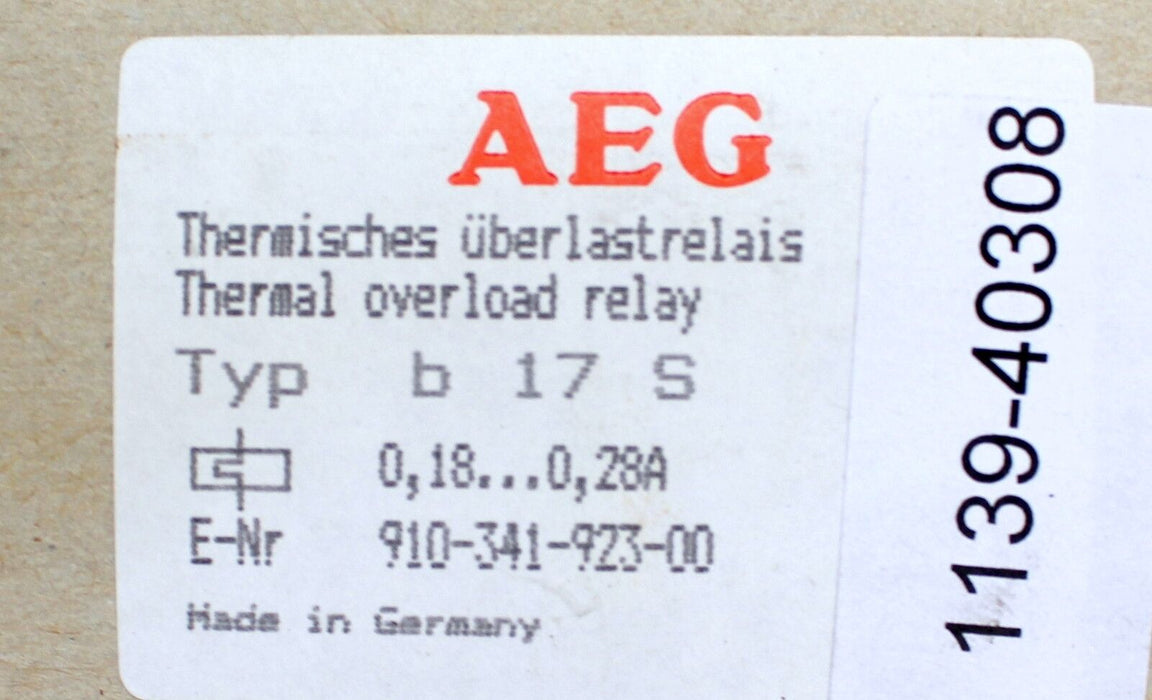 AEG
Thermisches überlastrelais
Thermal overload relay
Typ b 17 S
0,18...0,28A
E-Nr 910-341-923-00
Made in Germany
1139-40308